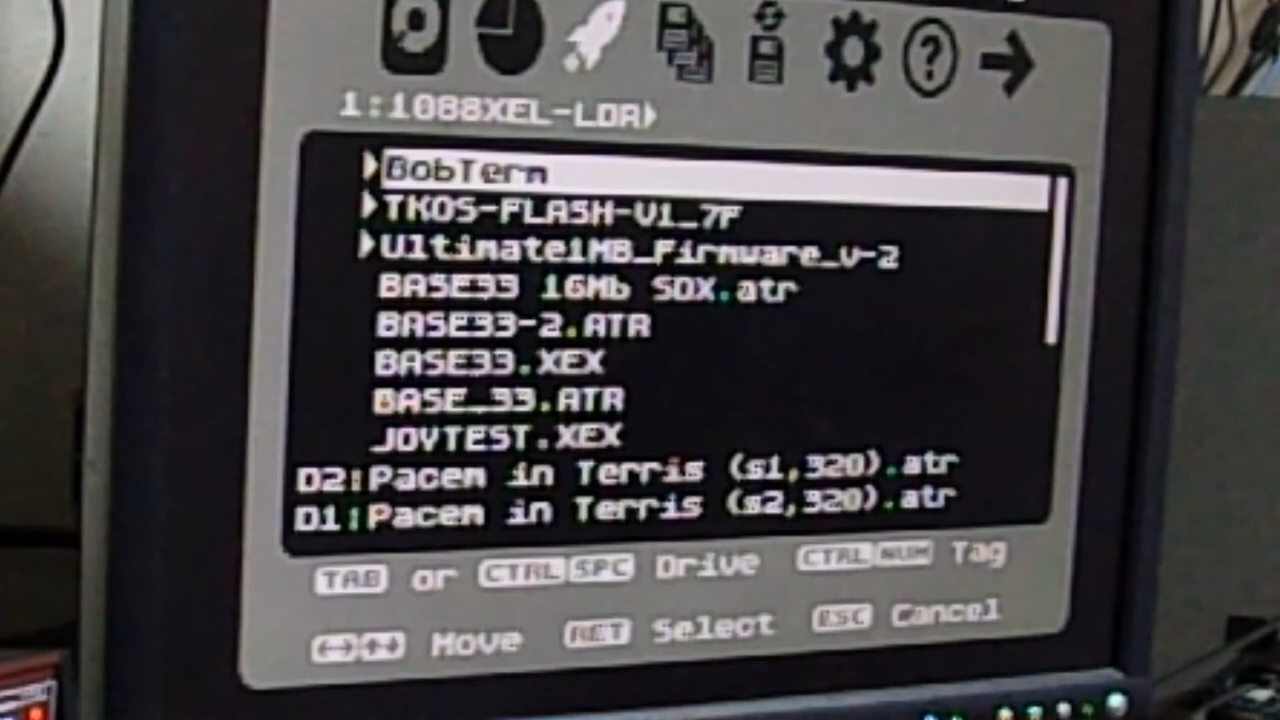 1:1088XEL-LDR
BobTerm
TKOS-FLASH-V1_7F
Ultimate1MB_Firmware_v-2
BASE33 16Mb SDX.atr
BASE33-2.ATR
BASE33.XEX
BASE_33.ATR
JOYTEST.XEX
D2:Pacem in Terris (s1,320).atr
D1:Pacem in Terris (s2,320).atr
TAB or CTRL SPC Drive CTRL NUM Tag
Move RET Select ESC Cancel